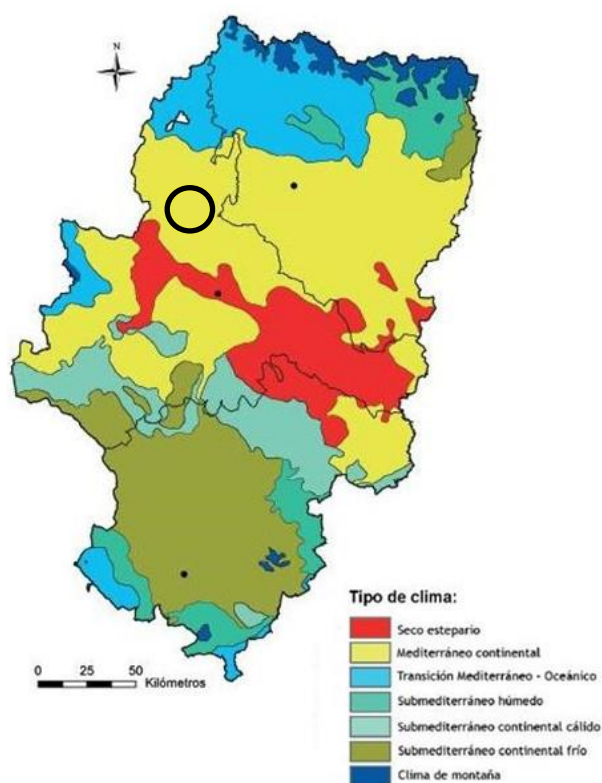 N
Tipo de clima:
Seco estepario
Mediterráneo continental
Transición Mediterráneo - Oceánico
Submediterráneo húmedo
Submediterráneo continental cálido
Submediterráneo continental frío
Clima de montaña
0 25 50
Kilómetros